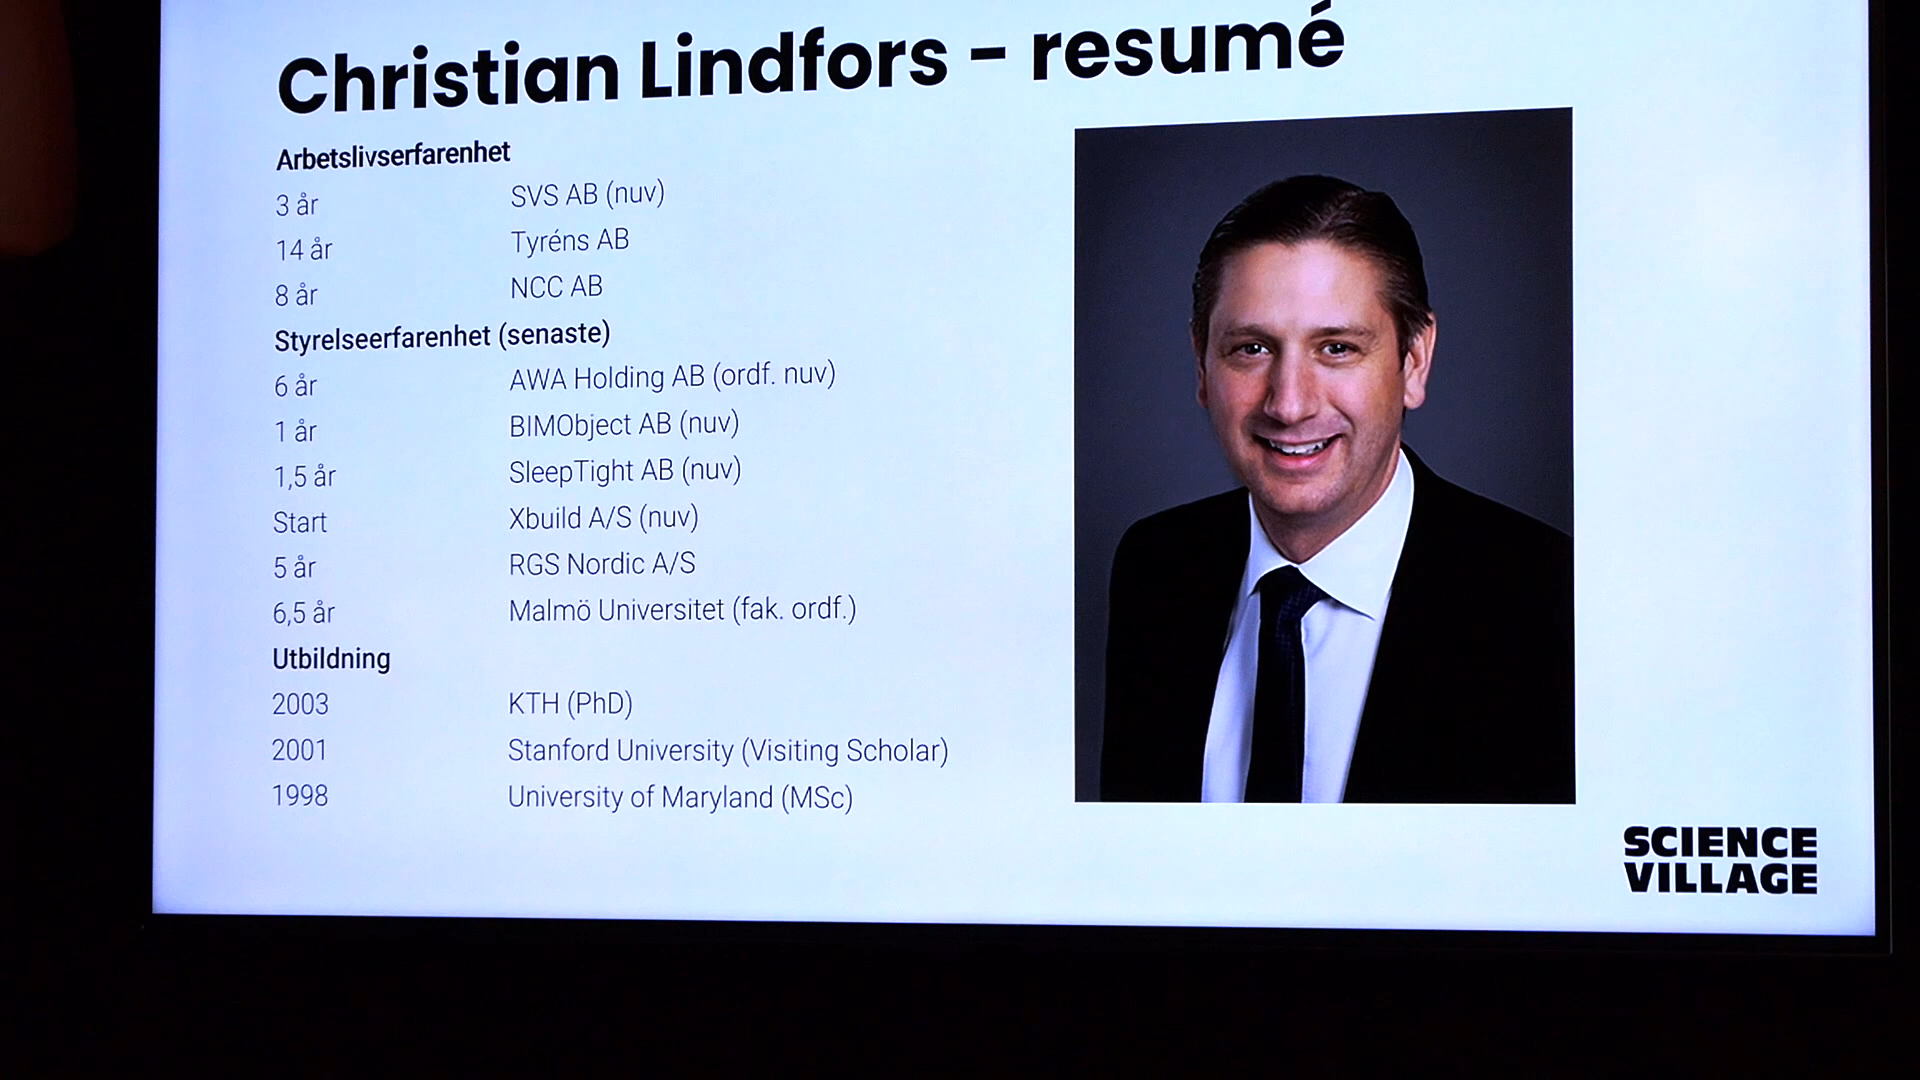 Christian Lindfors – resumé
Arbetslivserfarenhet
3 år SVS AB (nuv)
14 år Tyréns AB
8 år NCC AB
Styrelseerfarenhet (senaste)
6 år AWA Holding AB (ordf. nuv)
1 år BIMObject AB (nuv)
1,5 år SleepTight AB (nuv)
Start Xbuild A/S (nuv)
5 år RGS Nordic A/S
6,5 år Malmö Universitet (fak. ordf.)
Utbildning
2003 KTH (PhD)
2001 Stanford University (Visiting Scholar)
1998 University of Maryland (MSc)
SCIENCE
VILLAGE